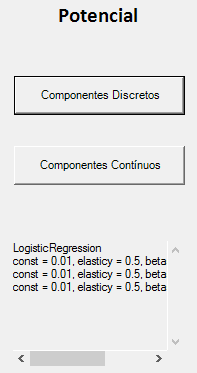 Potencial
Componentes Discretos
Componentes Contínuos
LogisticRegression
const = 0.01, elasticy = 0.5, beta
const = 0.01, elasticy = 0.5, beta
const = 0.01, elasticy = 0.5, beta